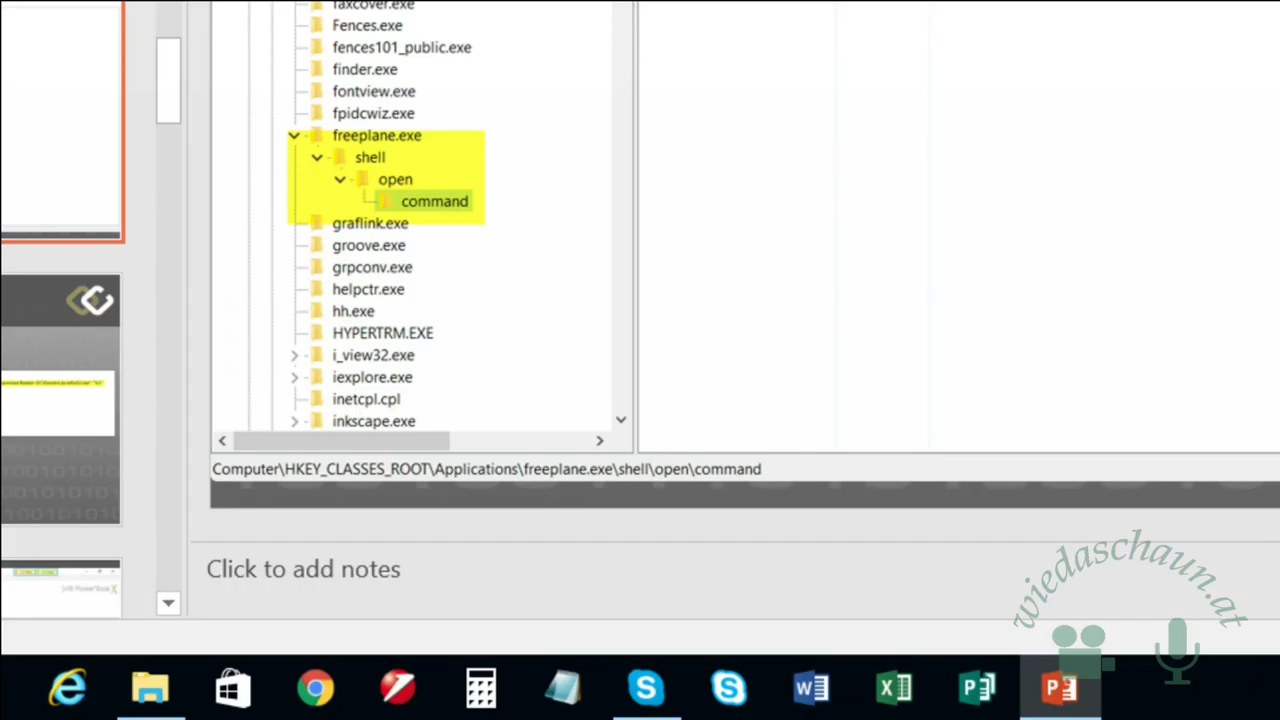 faxcover.exe
Fences.exe
fences101_public.exe
finder.exe
fontview.exe
fpidcwiz.exe
freeplane.exe
shell
open
command
graflink.exe
groove.exe
grpconv.exe
helpctr.exe
hh.exe
HYPERTRM.EXE
i_view32.exe
iexplore.exe
inetcpl.cpl
inkscape.exe
Computer\HKEY_CLASSES_ROOT\Applications\freeplane.exe\shell\open\command
Click to add notes
wiedaschaun.at